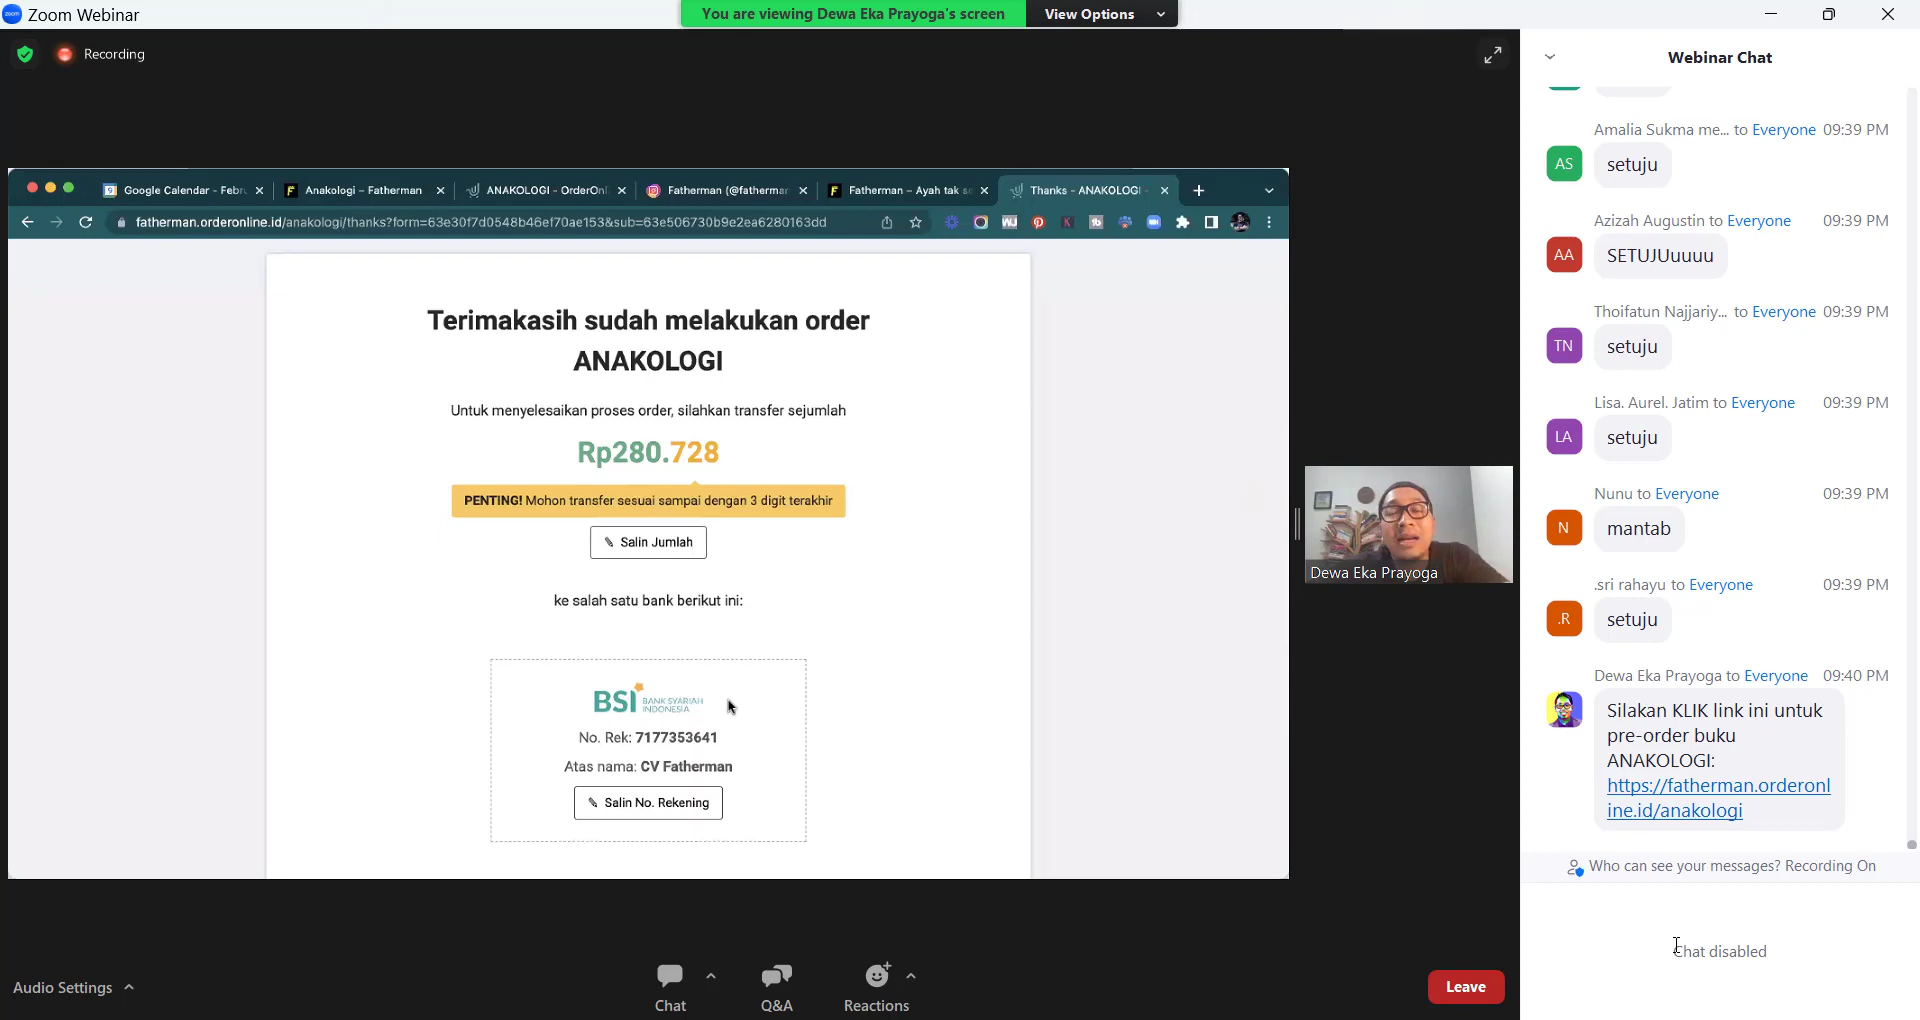 Zoom Webinar
You are viewing Dewa Eka Prayoga's screen
View Options
Recording
Google Calendar - Febru
Anakologi – Fatherman
ANAKOLOGI - OrderOnl
Fatherman (@fatherman
Fatherman – Ayah tak se
Thanks - ANAKOLOGI -
fatherman.orderonline.id/anakologi/thanks?form=63e30f7d0548b46ef70ae153&sub=63e506730b9e2ea6280163dd
Terimakasih sudah melakukan order
ANAKOLOGI
Untuk menyelesaikan proses order, silahkan transfer sejumlah
Rp280.728
PENTING! Mohon transfer sesuai sampai dengan 3 digit terakhir
Salin Jumlah
ke salah satu bank berikut ini:
BSI BANK SYARIAH
INDONESIA
No. Rek: 7177353641
Atas nama: CV Fatherman
Salin No. Rekening
Dewa Eka Prayoga
Webinar Chat
Amalia Sukma me... to Everyone 09:39 PM
AS
setuju
Azizah Augustin to Everyone 09:39 PM
AA
SETUJUuuuu
Thoifatun Najjariy... to Everyone 09:39 PM
TN
setuju
Lisa. Aurel. Jatim to Everyone 09:39 PM
LA
setuju
Nunu to Everyone 09:39 PM
N
mantab
.sri rahayu to Everyone 09:39 PM
.R
setuju
Dewa Eka Prayoga to Everyone 09:40 PM
Silakan KLIK link ini untuk
pre-order buku
ANAKOLOGI:
https://fatherman.orderonl
ine.id/anakologi
Who can see your messages? Recording On
Chat disabled
Audio Settings
Chat
Q&A
Reactions
Leave